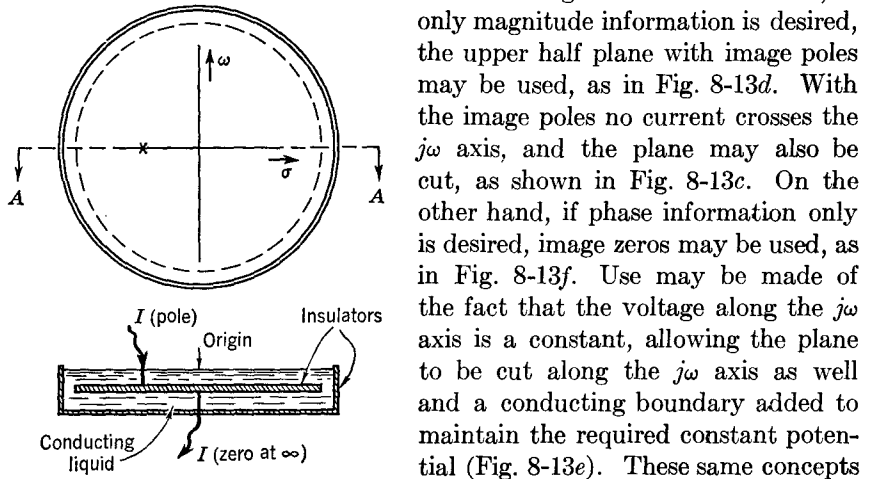 only magnitude information is desired,
the upper half plane with image poles
may be used, as in Fig. 8-13d. With
the image poles no current crosses the
jω axis, and the plane may also be
cut, as shown in Fig. 8-13c. On the
other hand, if phase information only
is desired, image zeros may be used, as
in Fig. 8-13f. Use may be made of
the fact that the voltage along the jω
axis is a constant, allowing the plane
to be cut along the jω axis as well
and a conducting boundary added to
maintain the required constant poten-
tial (Fig. 8-13e). These same concepts
ω
σ
A
A
I (pole)
Origin
Insulators
Conducting
liquid
I (zero at ∞)